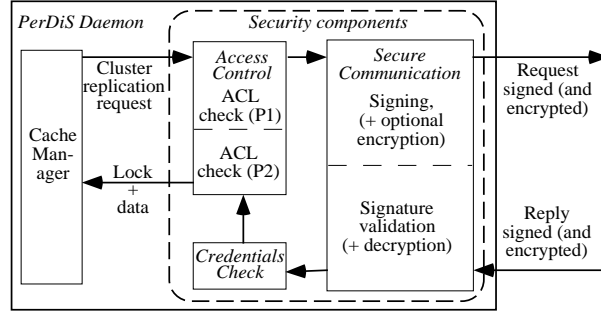 PerDiS Daemon
Security components
Cluster
replication
request
Access
Control
ACL
check (P1)
ACL
check (P2)
Secure
Communication
Signing,
(+ optional
encryption)
Request
signed (and
encrypted)
Cache
Man-
ager
Lock
+
data
Signature
validation
(+ decryption)
Credentials
Check
Reply
signed (and
encrypted)